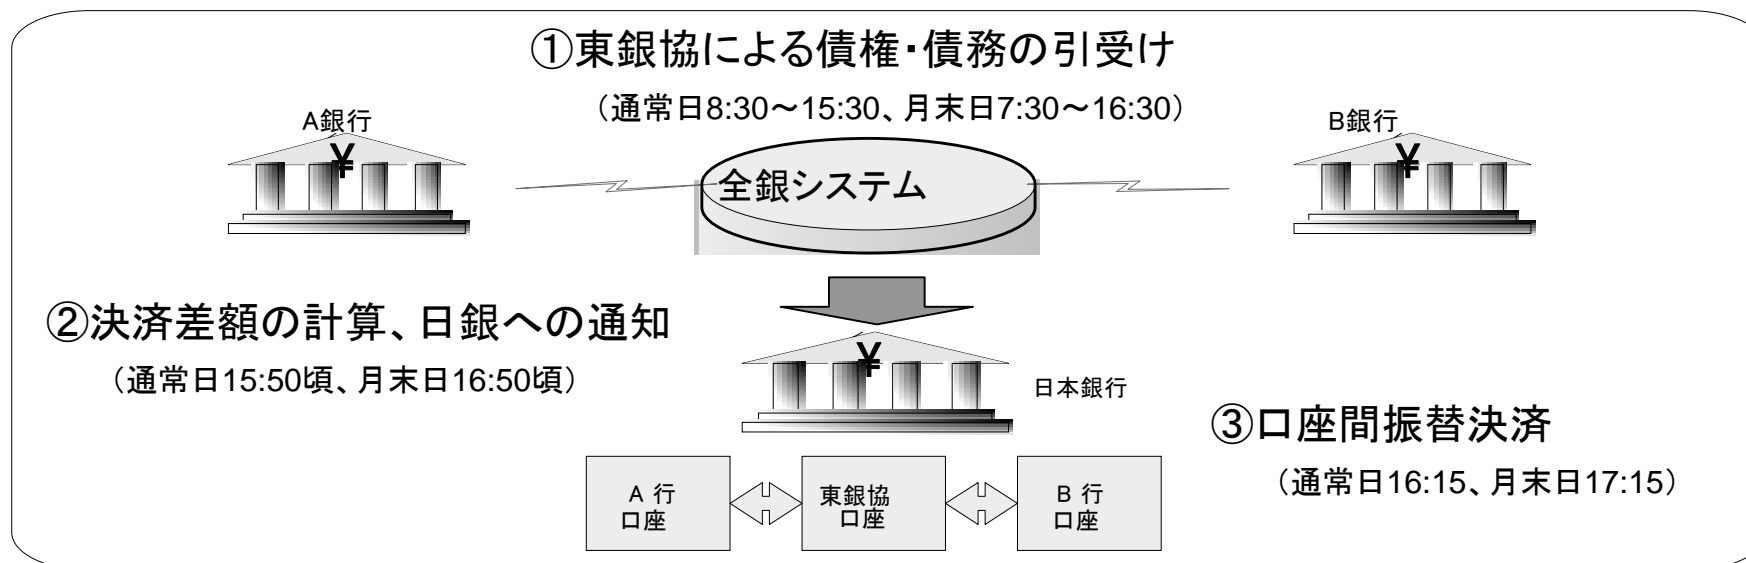 ①東銀協による債権・債務の引受け
（通常日8:30～15:30、月末日7:30～16:30）
A銀行
B銀行
¥
¥
全銀システム
②決済差額の計算、日銀への通知
（通常日15:50頃、月末日16:50頃）
¥
日本銀行
③口座間振替決済
（通常日16:15、月末日17:15）
A 行
口座
東銀協
口座
B 行
口座